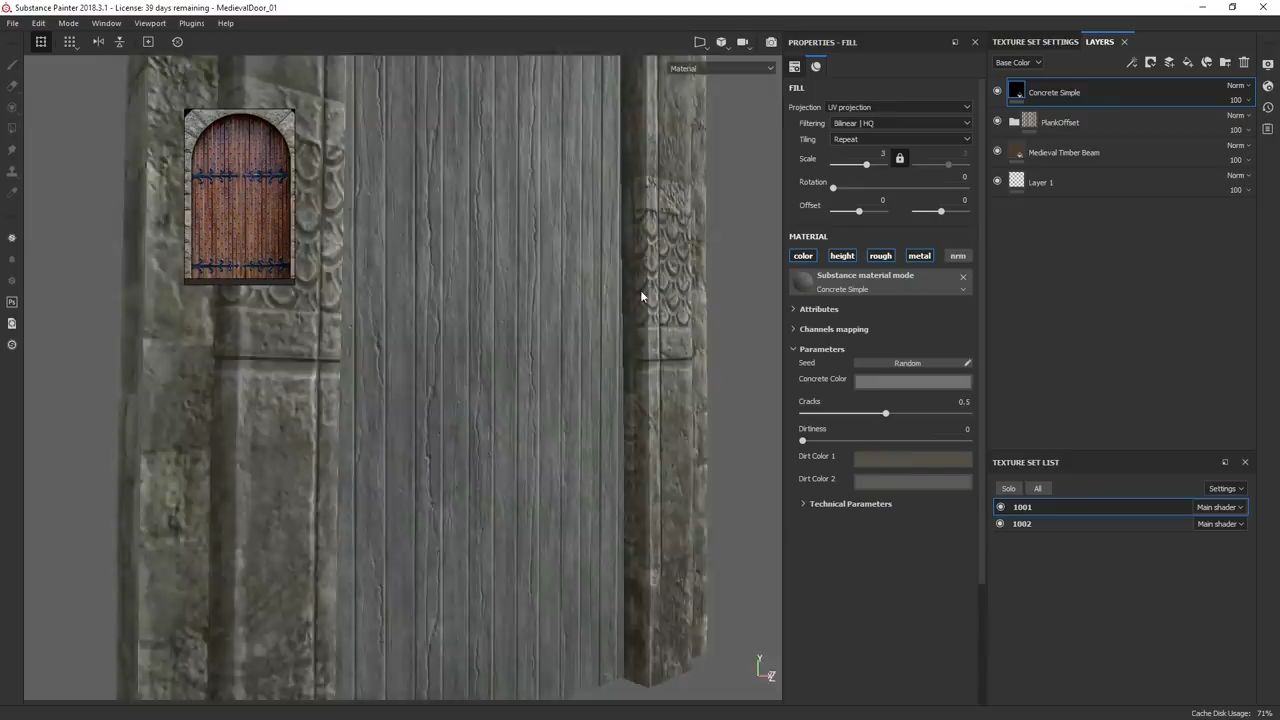 Substance Painter 2018.3.1 - License: 39 days remaining - MedievalDoor_01
File Edit Mode Window Viewport Plugins Help
Material
PROPERTIES - FILL
FILL
Projection UV projection
Filtering Bilinear | HQ
Tiling Repeat
Scale 3 3
Rotation 0
Offset 0 0
MATERIAL
color height rough metal nrm
Substance material mode
Concrete Simple
Attributes
Channels mapping
Parameters
Seed Random
Concrete Color
Cracks 0.5
Dirtiness 0
Dirt Color 1
Dirt Color 2
Technical Parameters
TEXTURE SET SETTINGS LAYERS
Base Color
Concrete Simple Norm
100
PlankOffset Norm
100
Medieval Timber Beam Norm
100
Layer 1 Norm
100
TEXTURE SET LIST
Solo All Settings
1001 Main shader
1002 Main shader
Ps
Y
Z
Cache Disk Usage: 71%